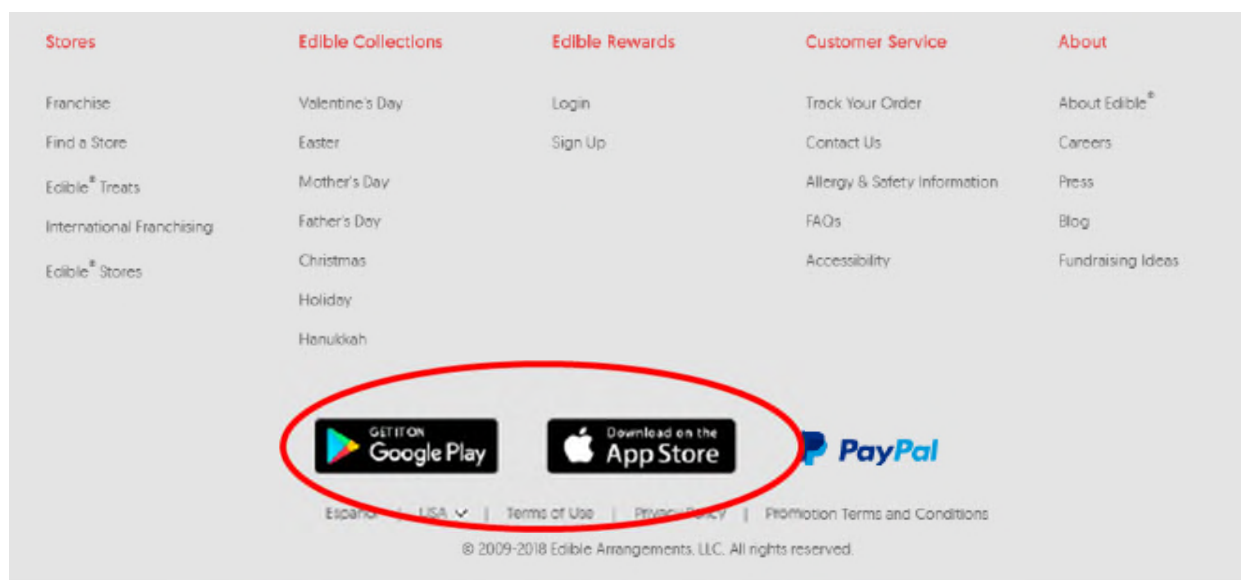 Stores
Edible Collections
Edible Rewards
Customer Service
About
Franchise
Valentine's Day
Login
Track Your Order
About Edible®
Find a Store
Easter
Sign Up
Contact Us
Careers
Edible® Treats
Mother's Day
Allergy & Safety Information
Press
International Franchising
Father's Day
FAQs
Blog
Edible® Stores
Christmas
Accessibility
Fundraising Ideas
Holiday
Hanukkah
GET IT ON
Google Play
Download on the
App Store
PayPal
Español | USA | Terms of Use | Privacy Policy | Promotion Terms and Conditions
© 2009-2018 Edible Arrangements, LLC. All rights reserved.